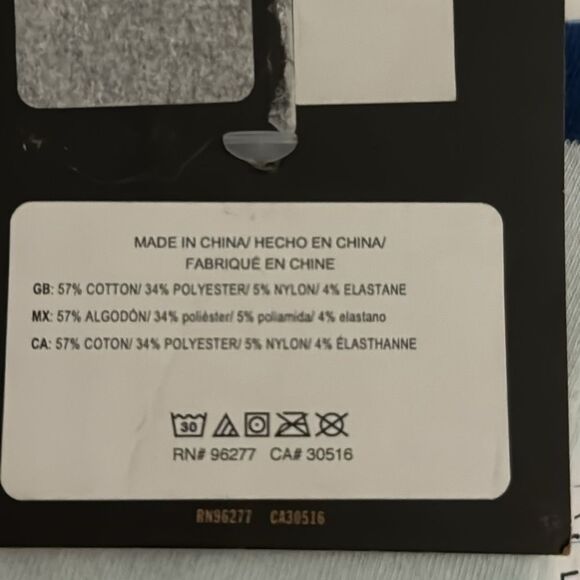 MADE IN CHINA/ HECHO EN CHINA/
FABRIQUÉ EN CHINE
GB: 57% COTTON/ 34% POLYESTER/ 5% NYLON/ 4% ELASTANE
MX: 57% ALGODÓN/ 34% poliéster/ 5% poliamida/ 4% elastano
CA: 57% COTON/ 34% POLYESTER/ 5% NYLON/ 4% ÉLASTHANNE
30
RN# 96277 CA# 30516
RN96277 CA30516